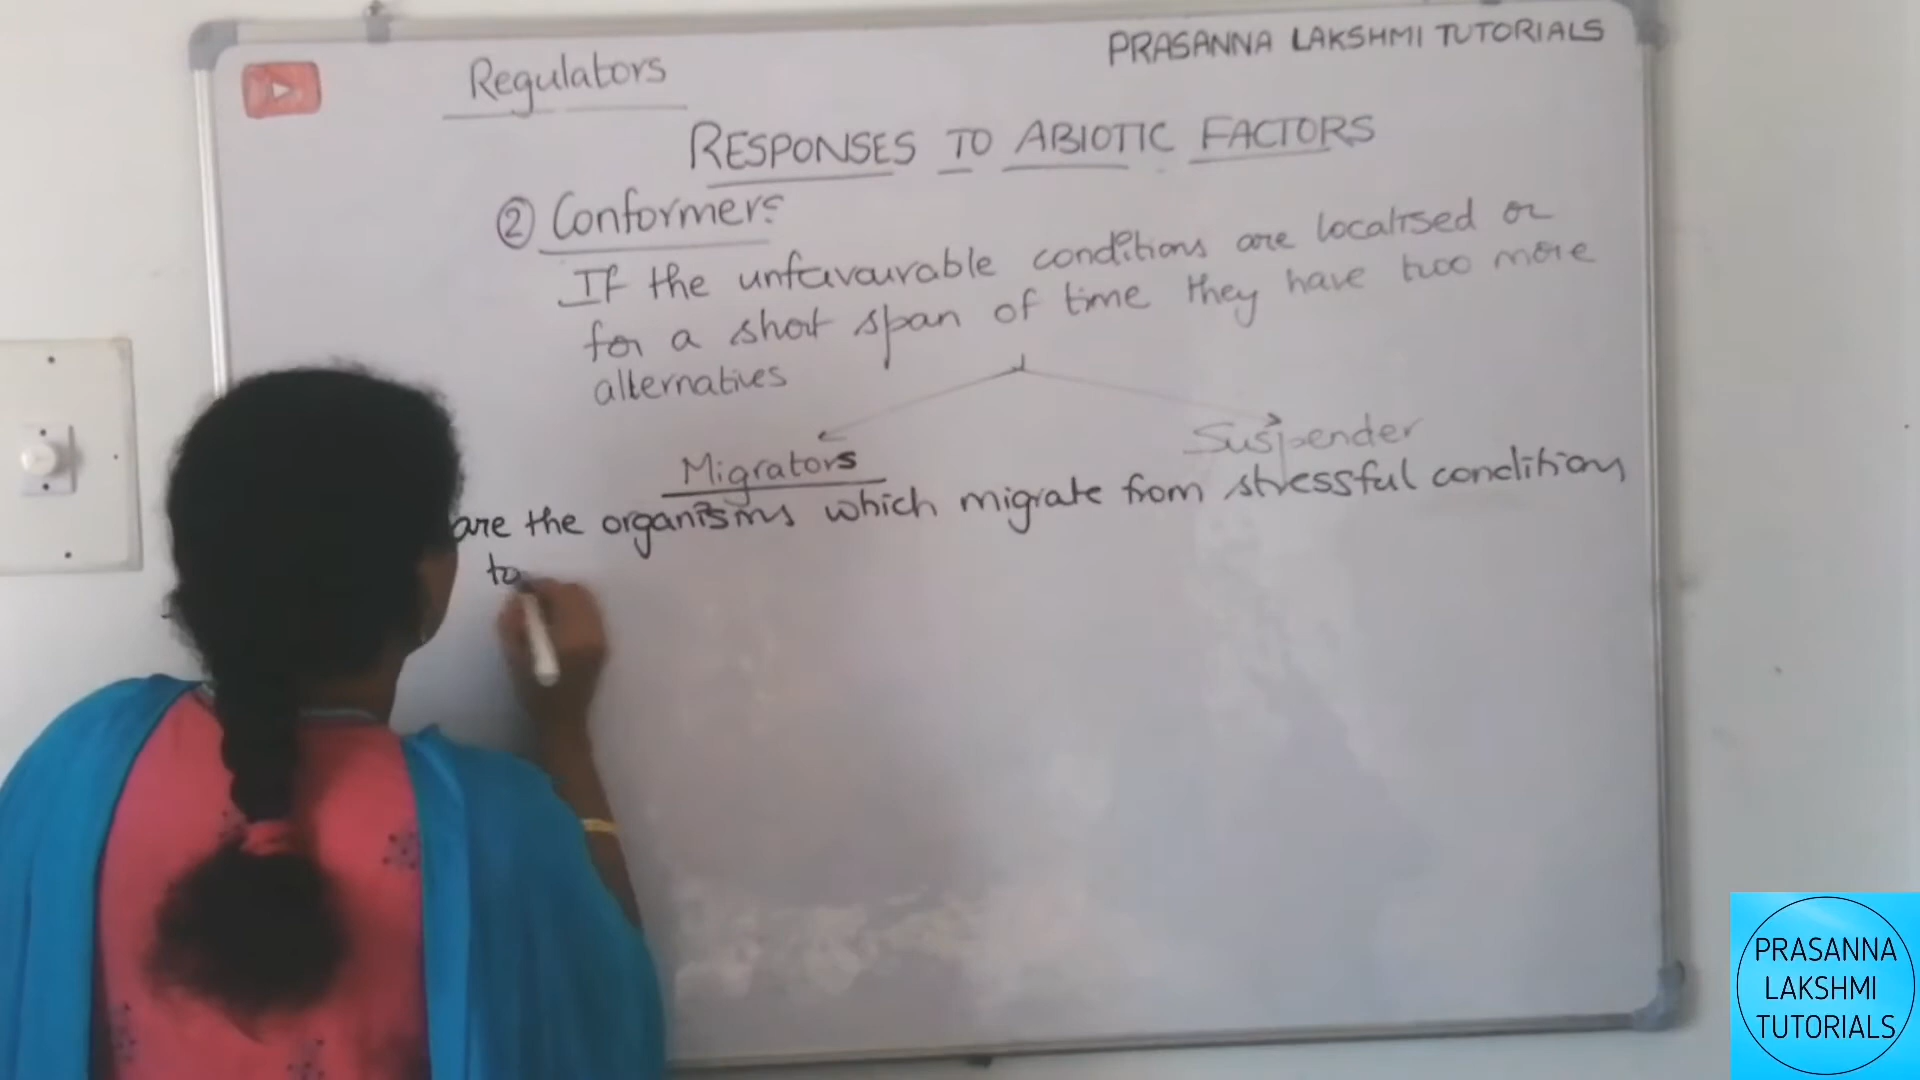 Regulators
PRASANNA LAKSHMI TUTORIALS
RESPONSES TO ABIOTIC FACTORS
② Conformers
If the unfavourable conditions are localised or
for a short span of time they have two more
alternatives
Migrators
Suspender
are the organisms which migrate from stressful condition
to
PRASANNA
LAKSHMI
TUTORIALS